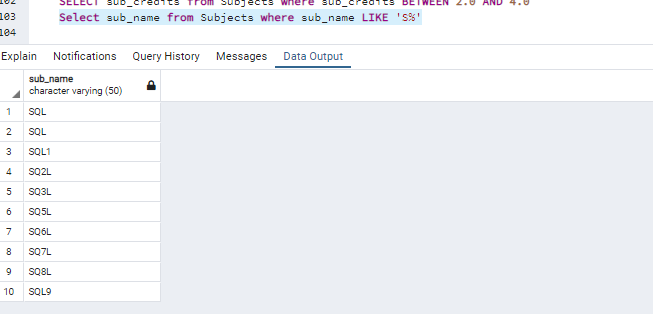 102 SELECT sub_credits from Subjects where sub_credits BETWEEN 2.0 AND 4.0
103 Select sub_name from Subjects where sub_name LIKE 'S%'
104
Explain Notifications Query History Messages Data Output
sub_name
character varying (50)
1 SQL
2 SQL
3 SQL1
4 SQ2L
5 SQ3L
6 SQ5L
7 SQ6L
8 SQ7L
9 SQ8L
10 SQL9